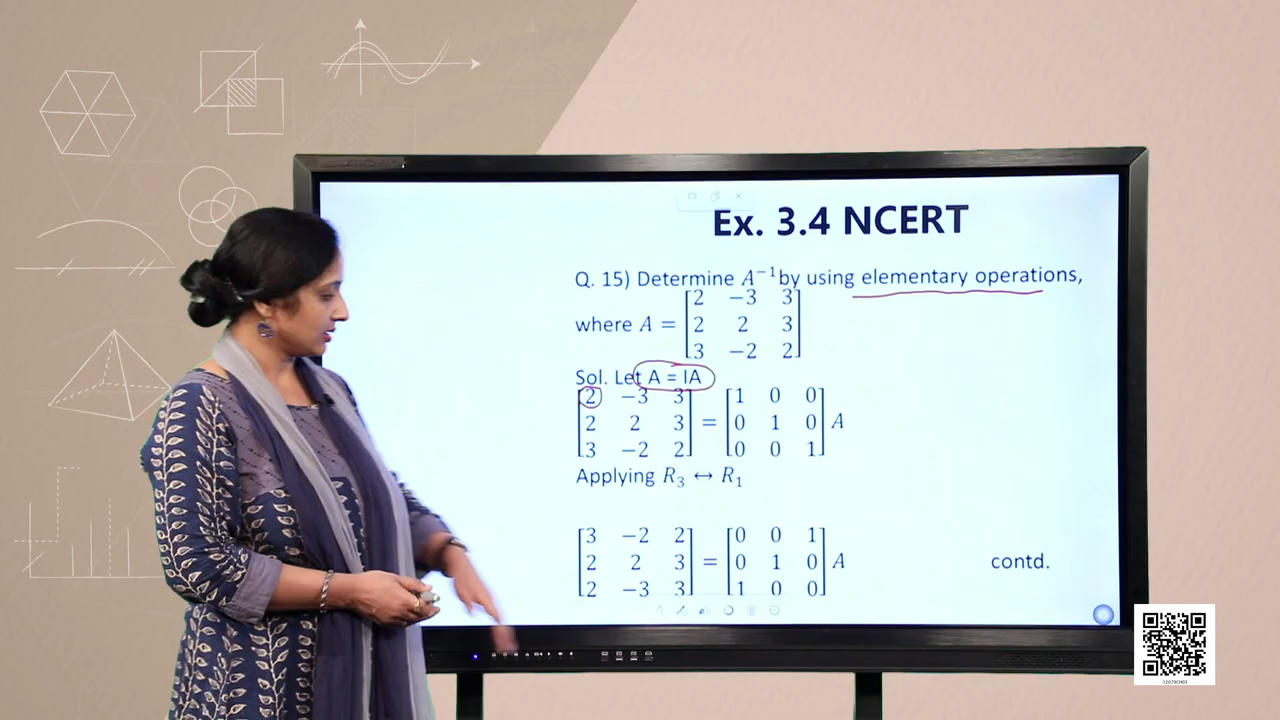 Ex. 3.4 NCERT
Q. 15) Determine A⁻¹by using elementary operations,
where A = [2 −3 3
2 2 3
3 −2 2]
Sol. Let A = IA
[2 −3 3
2 2 3
3 −2 2] = [1 0 0
0 1 0
0 0 1] A
Applying R₃ ↔ R₁
[3 −2 2
2 2 3
2 −3 3] = [0 0 1
0 1 0
1 0 0] A
contd.
12079CH03